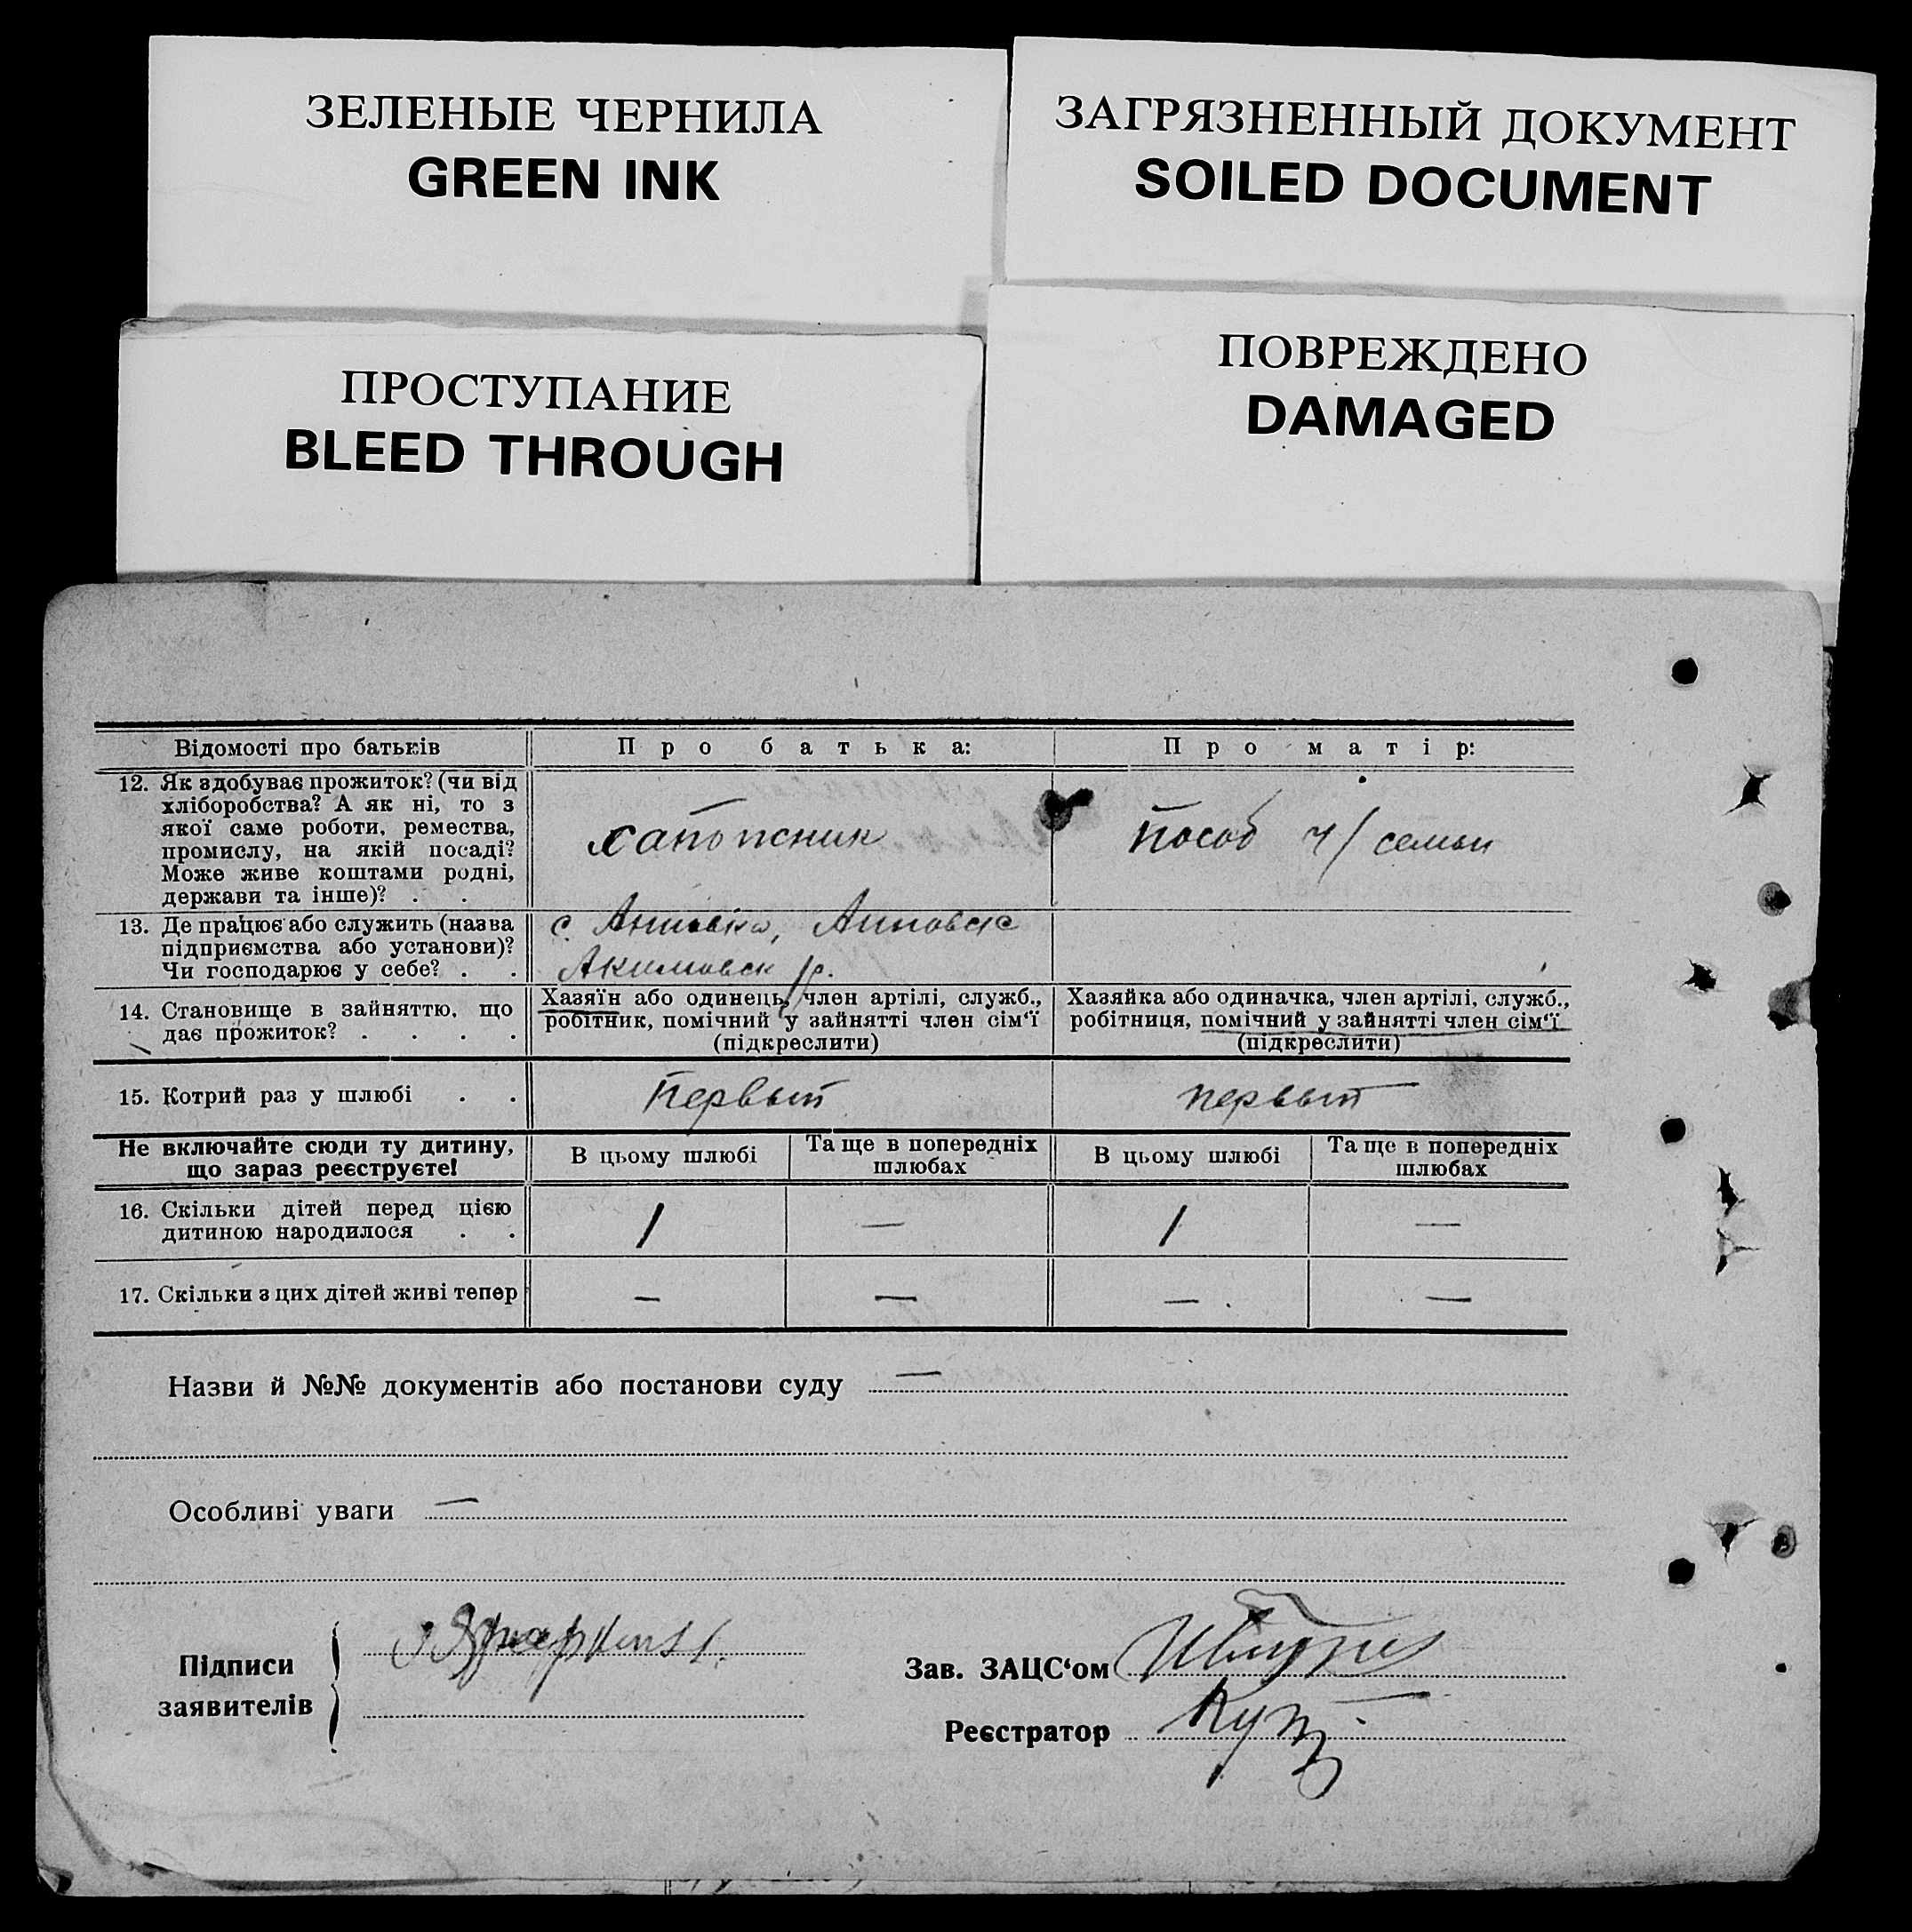 ЗЕЛЕНЫЕ ЧЕРНИЛА
GREEN INK
ЗАГРЯЗНЕННЫЙ ДОКУМЕНТ
SOILED DOCUMENT
ПРОСТУПАНИЕ
BLEED THROUGH
ПОВРЕЖДЕНО
DAMAGED
Відомості про батьків
Про батька:
Про матір:
12. Як здобуває прожиток? (чи від
хліборобства? А як ні, то з
якої саме роботи, ремества,
промислу, на якій посаді?
Може живе коштами родні,
держави та інше)? . .
сапожник
пособ ч/семьи
13. Де працює або служить (назва
підприємства або установи)?
Чи господарює у себе? . .
с. Анновка, Анновск
Акимовск р.
14. Становище в зайняттю, що
дає прожиток? . . . .
Хазяїн або одинець, член артілі, служб.,
робітник, помічний у зайнятті член сім‘ї
(підкреслити)
Хазяйка або одиначка, член артілі, служб.,
робітниця, помічний у зайнятті член сім‘ї
(підкреслити)
15. Котрий раз у шлюбі . .
Первый
первый
Не включайте сюди ту дитину,
що зараз реєструєте!
В цьому шлюбі
Та ще в попередніх
шлюбах
В цьому шлюбі
Та ще в попередніх
шлюбах
16. Скільки дітей перед цією
дитиною народилося . .
1
—
1
—
17. Скільки з цих дітей живі тепер
—
—
—
—
Назви й №№ документів або постанови суду —
Особливі уваги —
Підписи
заявителів
Зав. ЗАЦС‘ом
Реєстратор